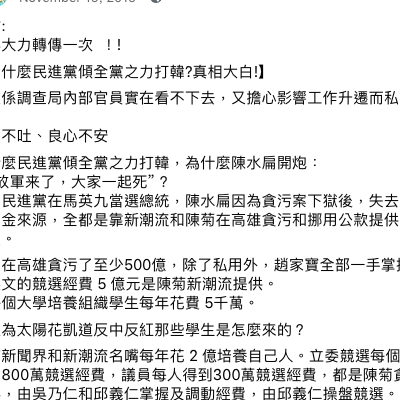 :
大力轉傳一次 ！！
什麼民進黨傾全黨之力打韓?真相大白!】
係調查局內部官員實在看不下去，又擔心影響工作升遷而私
不吐、良心不安
麼民進黨傾全黨之力打韓，為什麼陳水扁開炮：
放軍来了，大家一起死”？
民進黨在馬英九當選總統，陳水扁因為貪污案下獄後，失去
金來源，全都是靠新潮流和陳菊在高雄貪污和挪用公款提供
。
在高雄貪污了至少500億，除了私用外，趙家寶全部一手掌
文的競選經費 5 億元是陳菊新潮流提供。
個大學培養組織學生每年花費 5千萬。
為太陽花凱道反中反紅那些學生是怎麼來的？
新聞界和新潮流名嘴每年花 2 億培養自己人。立委競選每個
800萬競選經費，議員每人得到300萬競選經費，都是陳菊貪
，由吳乃仁和邱義仁掌握及調動經費，由邱義仁操盤競選。